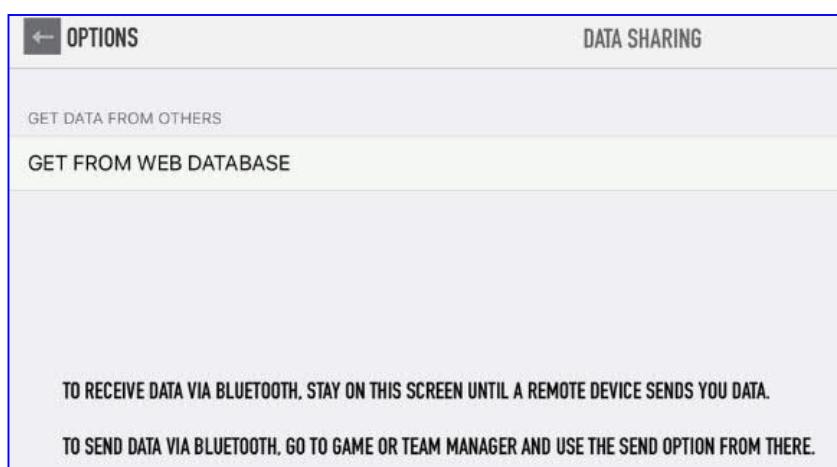 OPTIONS
DATA SHARING
GET DATA FROM OTHERS
GET FROM WEB DATABASE
TO RECEIVE DATA VIA BLUETOOTH, STAY ON THIS SCREEN UNTIL A REMOTE DEVICE SENDS YOU DATA.
TO SEND DATA VIA BLUETOOTH, GO TO GAME OR TEAM MANAGER AND USE THE SEND OPTION FROM THERE.